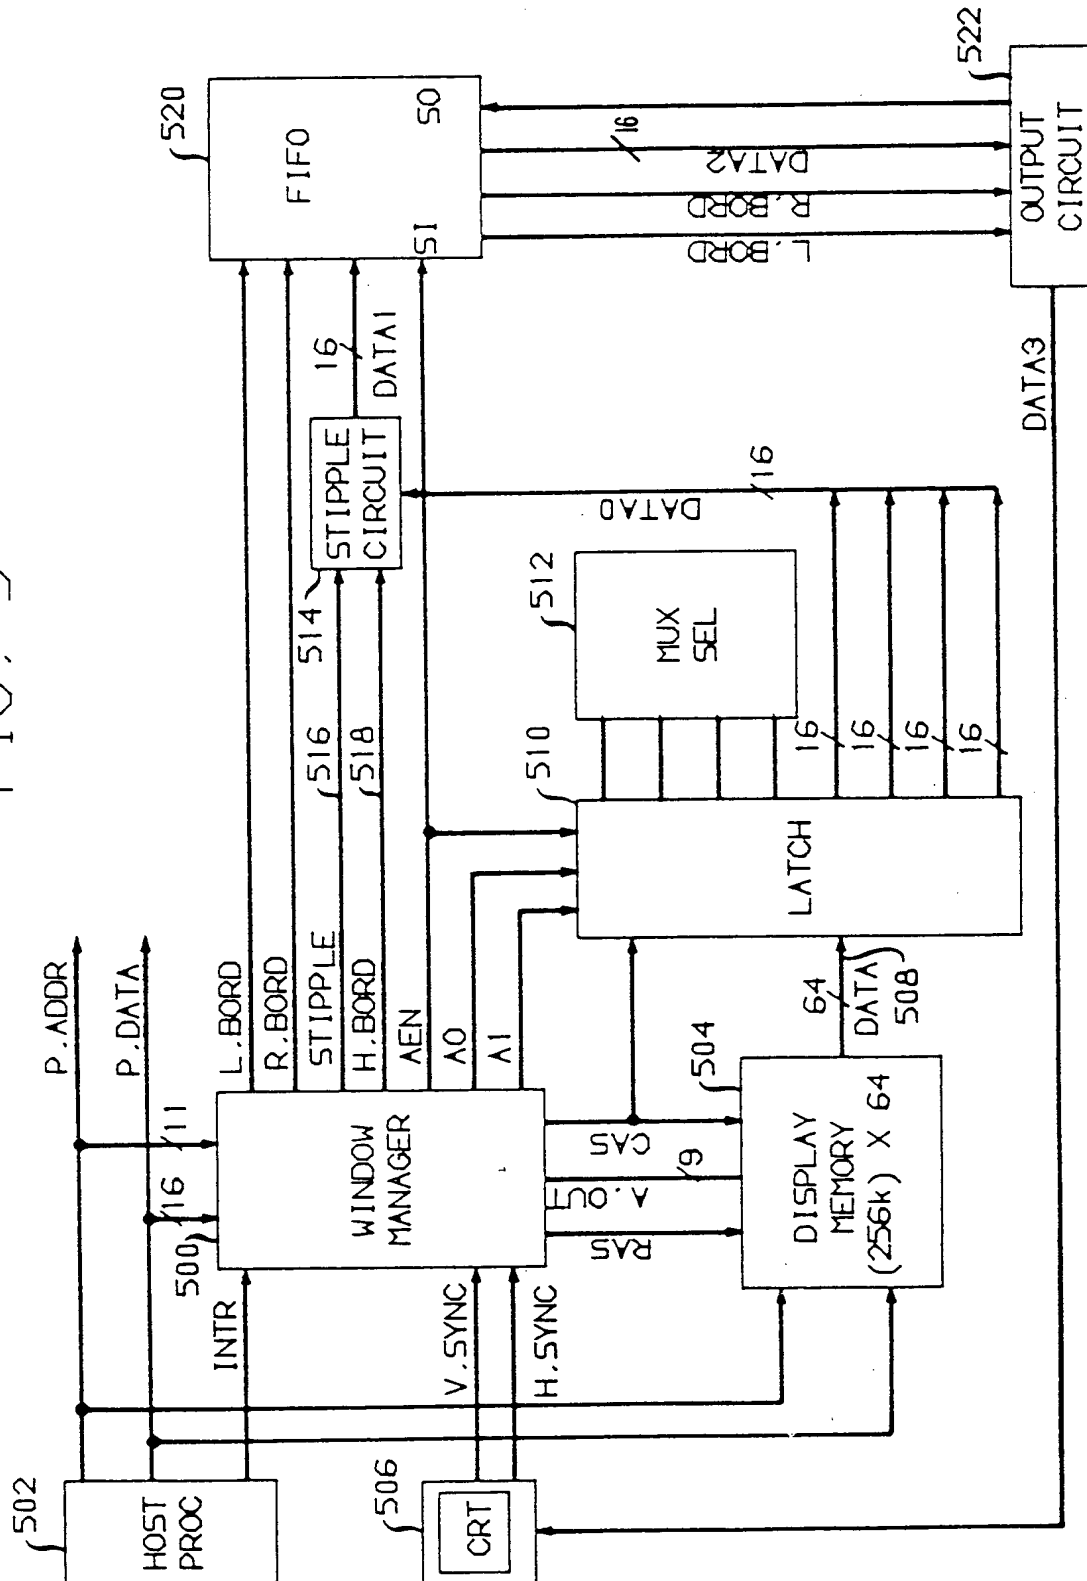 FIG. 5
502
HOST
PROC
P.ADDR
P.DATA
INTR
11
16
500
WINDOW
MANAGER
L.BORD
R.BORD
STIPPLE
H.BORD
AEN
A0
A1
516
518
514
STIPPLE
CIRCUIT
16
DATA1
520
FIFO
SI
SO
L.BORD
R.BORD
DATA2
16
522
OUTPUT
CIRCUIT
DATA3
506
CRT
V.SYNC
H.SYNC
RAS
A.OUT
9
CAS
504
DISPLAY
MEMORY
(256k) X 64
64
DATA
508
510
LATCH
512
MUX
SEL
16
16
16
16
DATA0
16